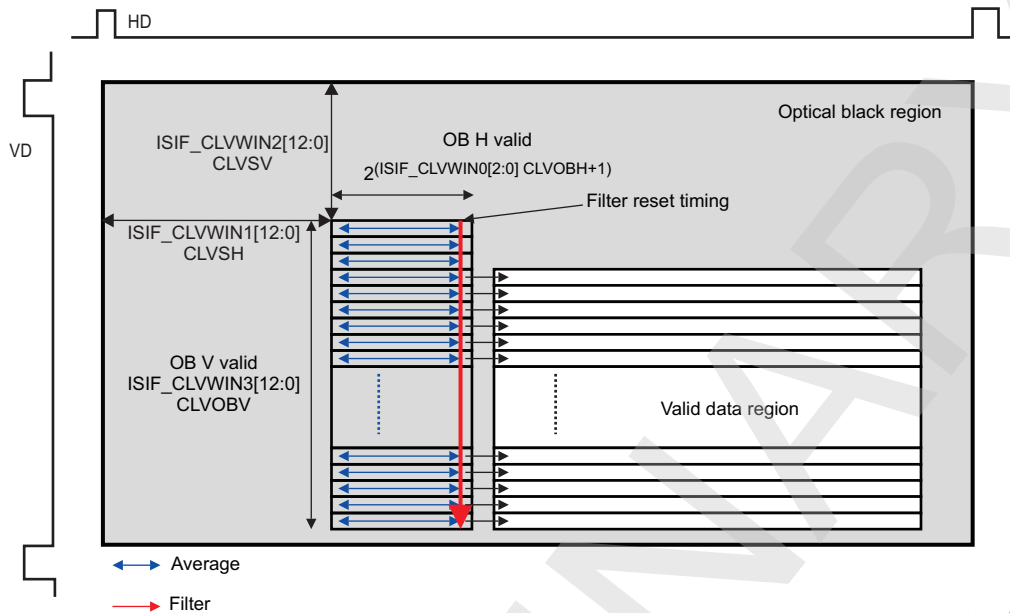 HD
VD
Optical black region
ISIF_CLVWIN2[12:0]
CLVSV
OB H valid
2(ISIF_CLVWIN0[2:0] CLVOBH+1)
Filter reset timing
ISIF_CLVWIN1[12:0]
CLVSH
OB V valid
ISIF_CLVWIN3[12:0]
CLVOBV
Valid data region
Average
Filter